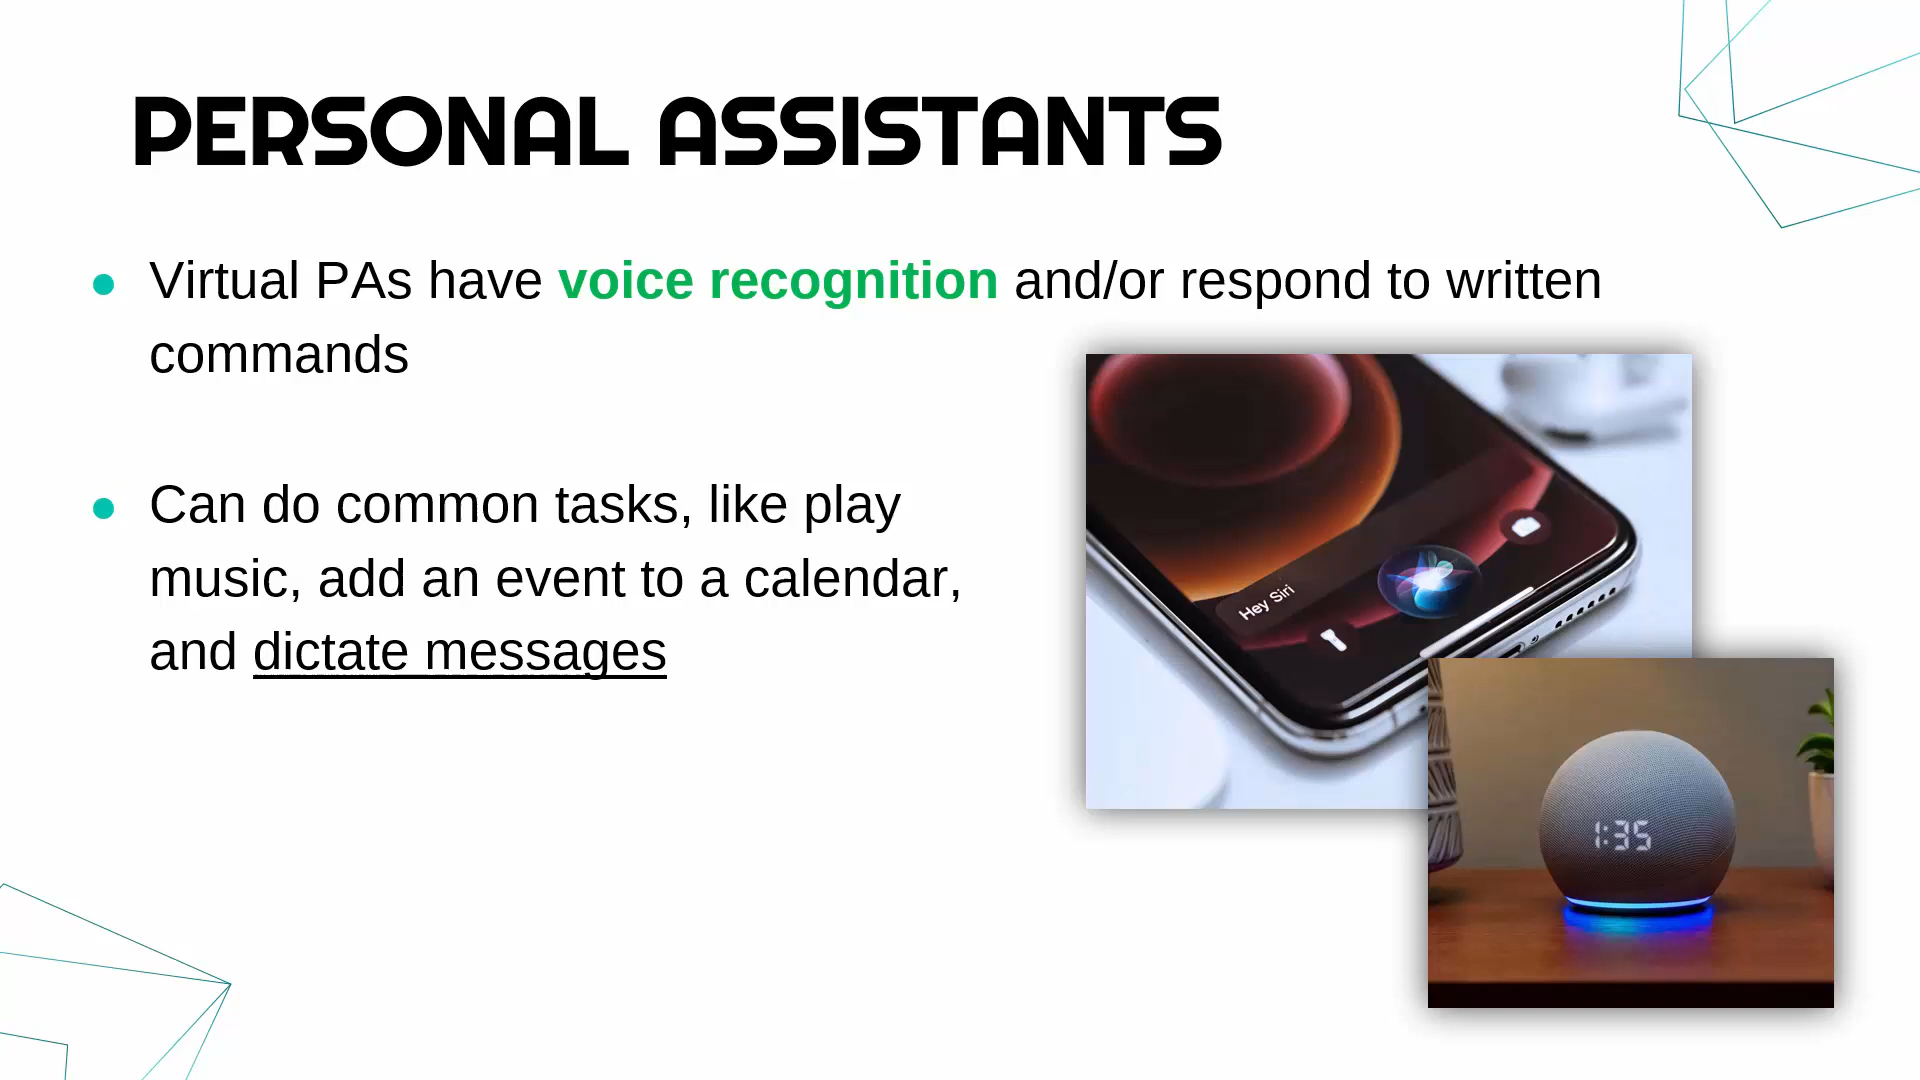 PERSONAL ASSISTANTS
Virtual PAs have voice recognition and/or respond to written
commands
Can do common tasks, like play
music, add an event to a calendar,
and dictate messages
Hey Siri
1:35